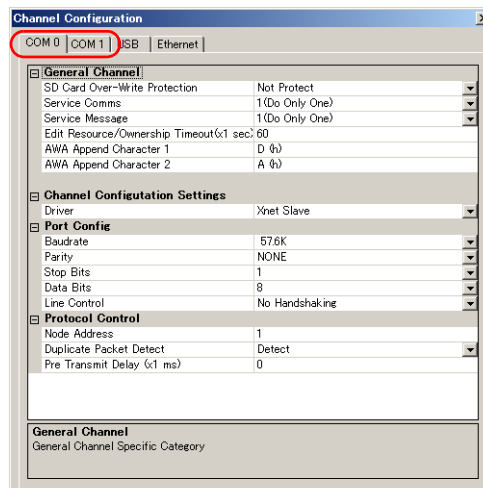 Channel Configuration
COM 0 COM 1 USB Ethernet
General Channel
SD Card Over-Write Protection Not Protect
Service Comms 1(Do Only One)
Service Message 1(Do Only One)
Edit Resource/Ownership Timeout(x1 sec) 60
AWA Append Character 1 D (h)
AWA Append Character 2 A (h)
Channel Configutation Settings
Driver Xnet Slave
Port Config
Baudrate 57.6K
Parity NONE
Stop Bits 1
Data Bits 8
Line Control No Handshaking
Protocol Control
Node Address 1
Duplicate Packet Detect Detect
Pre Transmit Delay (x1 ms) 0
General Channel
General Channel Specific Category